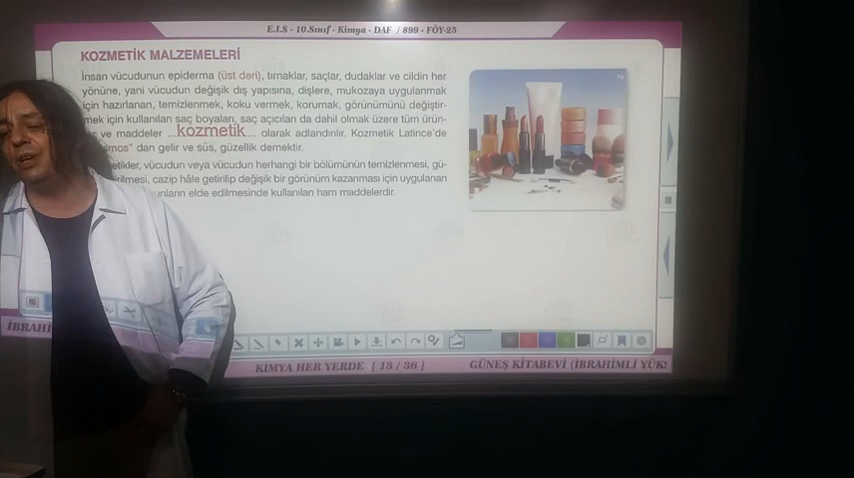 E.I.S - 10.Sınıf - Kimya - DAF / 899 - FÖY-25
KOZMETİK MALZEMELERİ
İnsan vücudunun epiderma (üst deri), tırnaklar, saçlar, dudaklar ve cildin her
yönüne, yani vücudun değişik dış yapısına, dişlere, mukozaya uygulanmak
için hazırlanan, temizlenmek, koku vermek, korumak, görünümünü değiştir-
mek için kullanılan saç boyaları, saç açıcıları da dahil olmak üzere tüm ürün-
ve maddeler ...kozmetik.... olarak adlandırılır. Kozmetik Latince'de
dan gelir ve süs, güzellik demektir.
vücudun veya vücudun herhangi bir bölümünün temizlenmesi, gü-
cazip hâle getirilip değişik bir görünüm kazanması için uygulanan
elde edilmesinde kullanılan ham maddelerdir.
KİMYA HER YERDE [ 13 / 36 ]
GÜNEŞ KİTABEVİ (İBRAHİMLİ